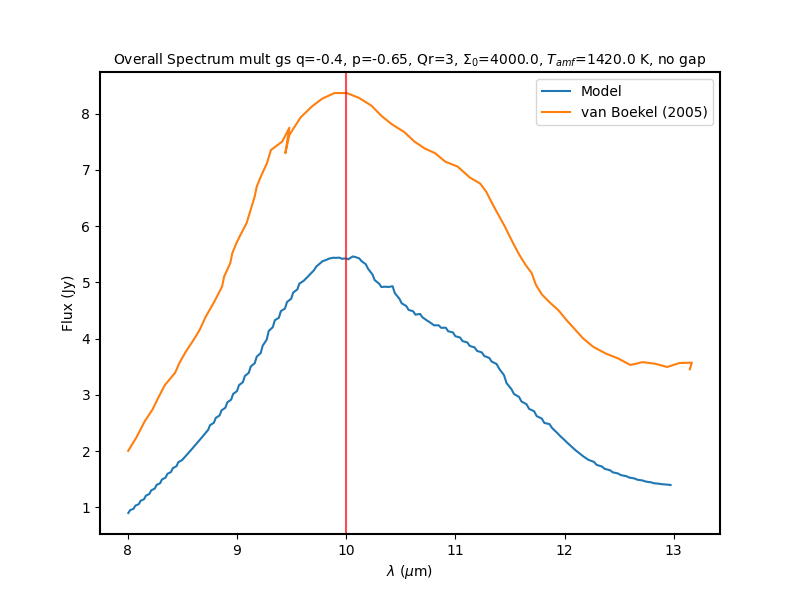 Overall Spectrum mult gs q=-0.4, p=-0.65, Qr=3, Σ₀=4000.0, T_amf=1420.0 K, no gap
Model
van Boekel (2005)
Flux (Jy)
8
7
6
5
4
3
2
1
8 9 10 11 12 13
λ (μm)